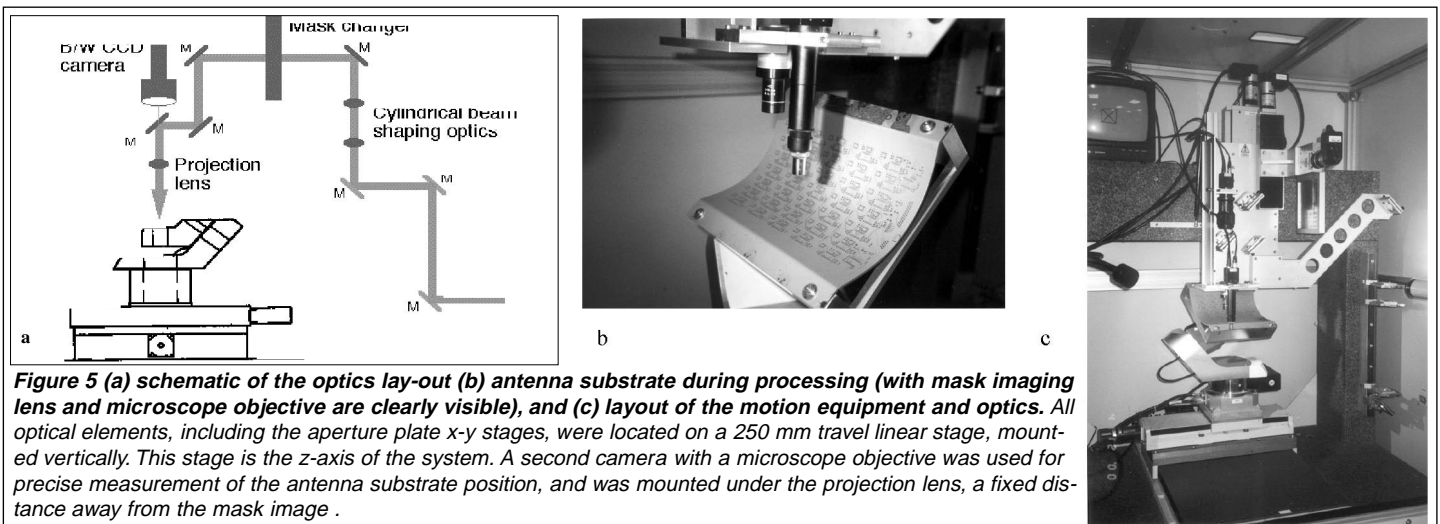 Mask changer
B/W CCD
camera
M
M
M
M
M
Cylindrical beam
shaping optics
Projection
lens
M
M
M
a
b
c
Figure 5 (a) schematic of the optics lay-out (b) antenna substrate during processing (with mask imaging
lens and microscope objective are clearly visible), and (c) layout of the motion equipment and optics. All
optical elements, including the aperture plate x-y stages, were located on a 250 mm travel linear stage, mount-
ed vertically. This stage is the z-axis of the system. A second camera with a microscope objective was used for
precise measurement of the antenna substrate position, and was mounted under the projection lens, a fixed dis-
tance away from the mask image .